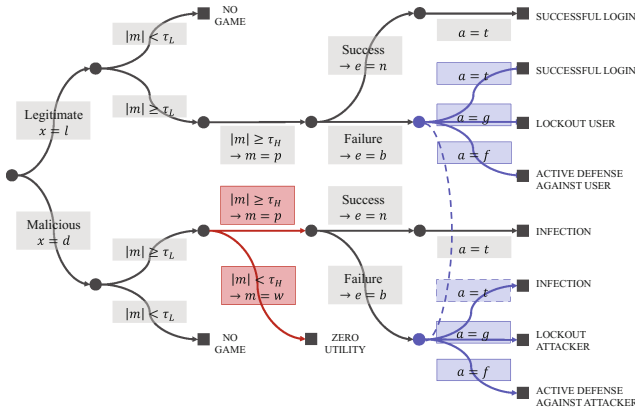 NO
GAME
|m| < τ_L
SUCCESSFUL LOGIN
a = t
Success
→ e = n
SUCCESSFUL LOGIN
a = t
Legitimate
x = l
|m| ≥ τ_L
|m| ≥ τ_H
→ m = p
Failure
→ e = b
a = g
LOCKOUT USER
a = f
ACTIVE DEFENSE
AGAINST USER
Malicious
x = d
|m| ≥ τ_L
|m| ≥ τ_H
→ m = p
Success
→ e = n
INFECTION
a = t
|m| < τ_H
→ m = w
Failure
→ e = b
INFECTION
a = t
|m| < τ_L
NO
GAME
ZERO
UTILITY
a = g
LOCKOUT
ATTACKER
a = f
ACTIVE DEFENSE
AGAINST ATTACKER